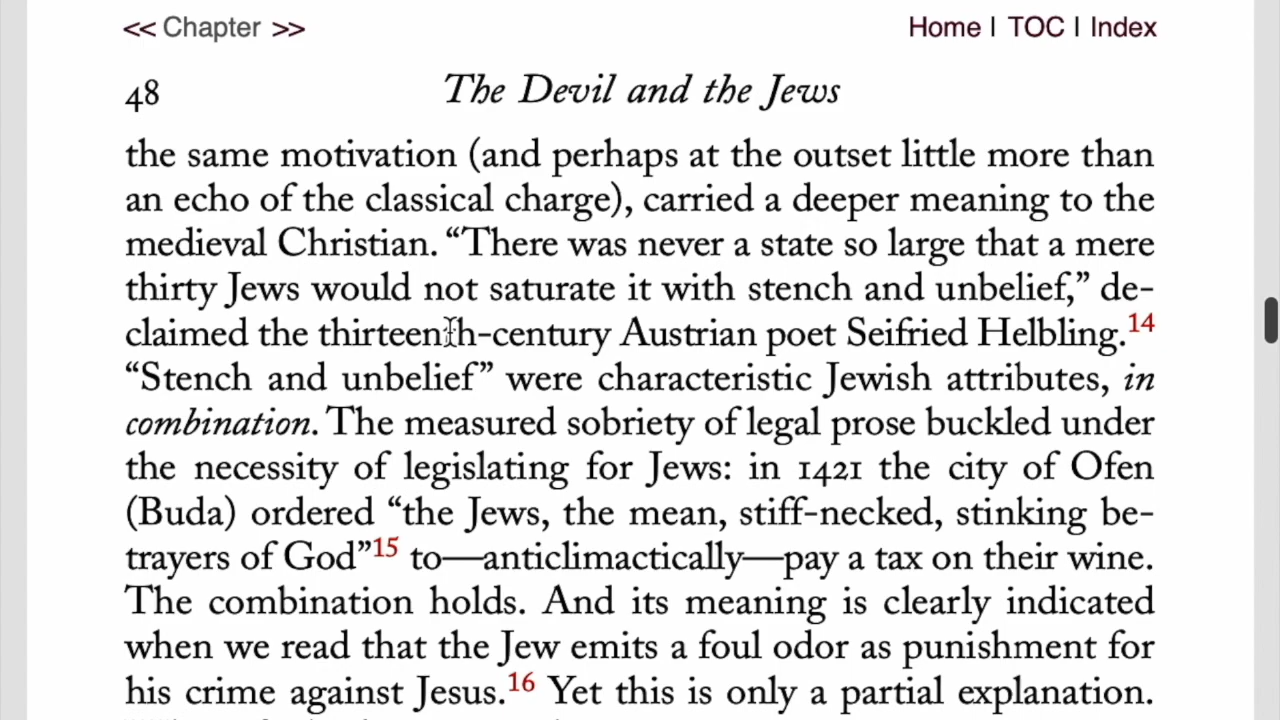 << Chapter >>
Home | TOC | Index
48
The Devil and the Jews
the same motivation (and perhaps at the outset little more than
an echo of the classical charge), carried a deeper meaning to the
medieval Christian. “There was never a state so large that a mere
thirty Jews would not saturate it with stench and unbelief,” de-
claimed the thirteenth-century Austrian poet Seifried Helbling.14
“Stench and unbelief” were characteristic Jewish attributes, in
combination. The measured sobriety of legal prose buckled under
the necessity of legislating for Jews: in 1421 the city of Ofen
(Buda) ordered “the Jews, the mean, stiff-necked, stinking be-
trayers of God”15 to—anticlimactically—pay a tax on their wine.
The combination holds. And its meaning is clearly indicated
when we read that the Jew emits a foul odor as punishment for
his crime against Jesus.16 Yet this is only a partial explanation.